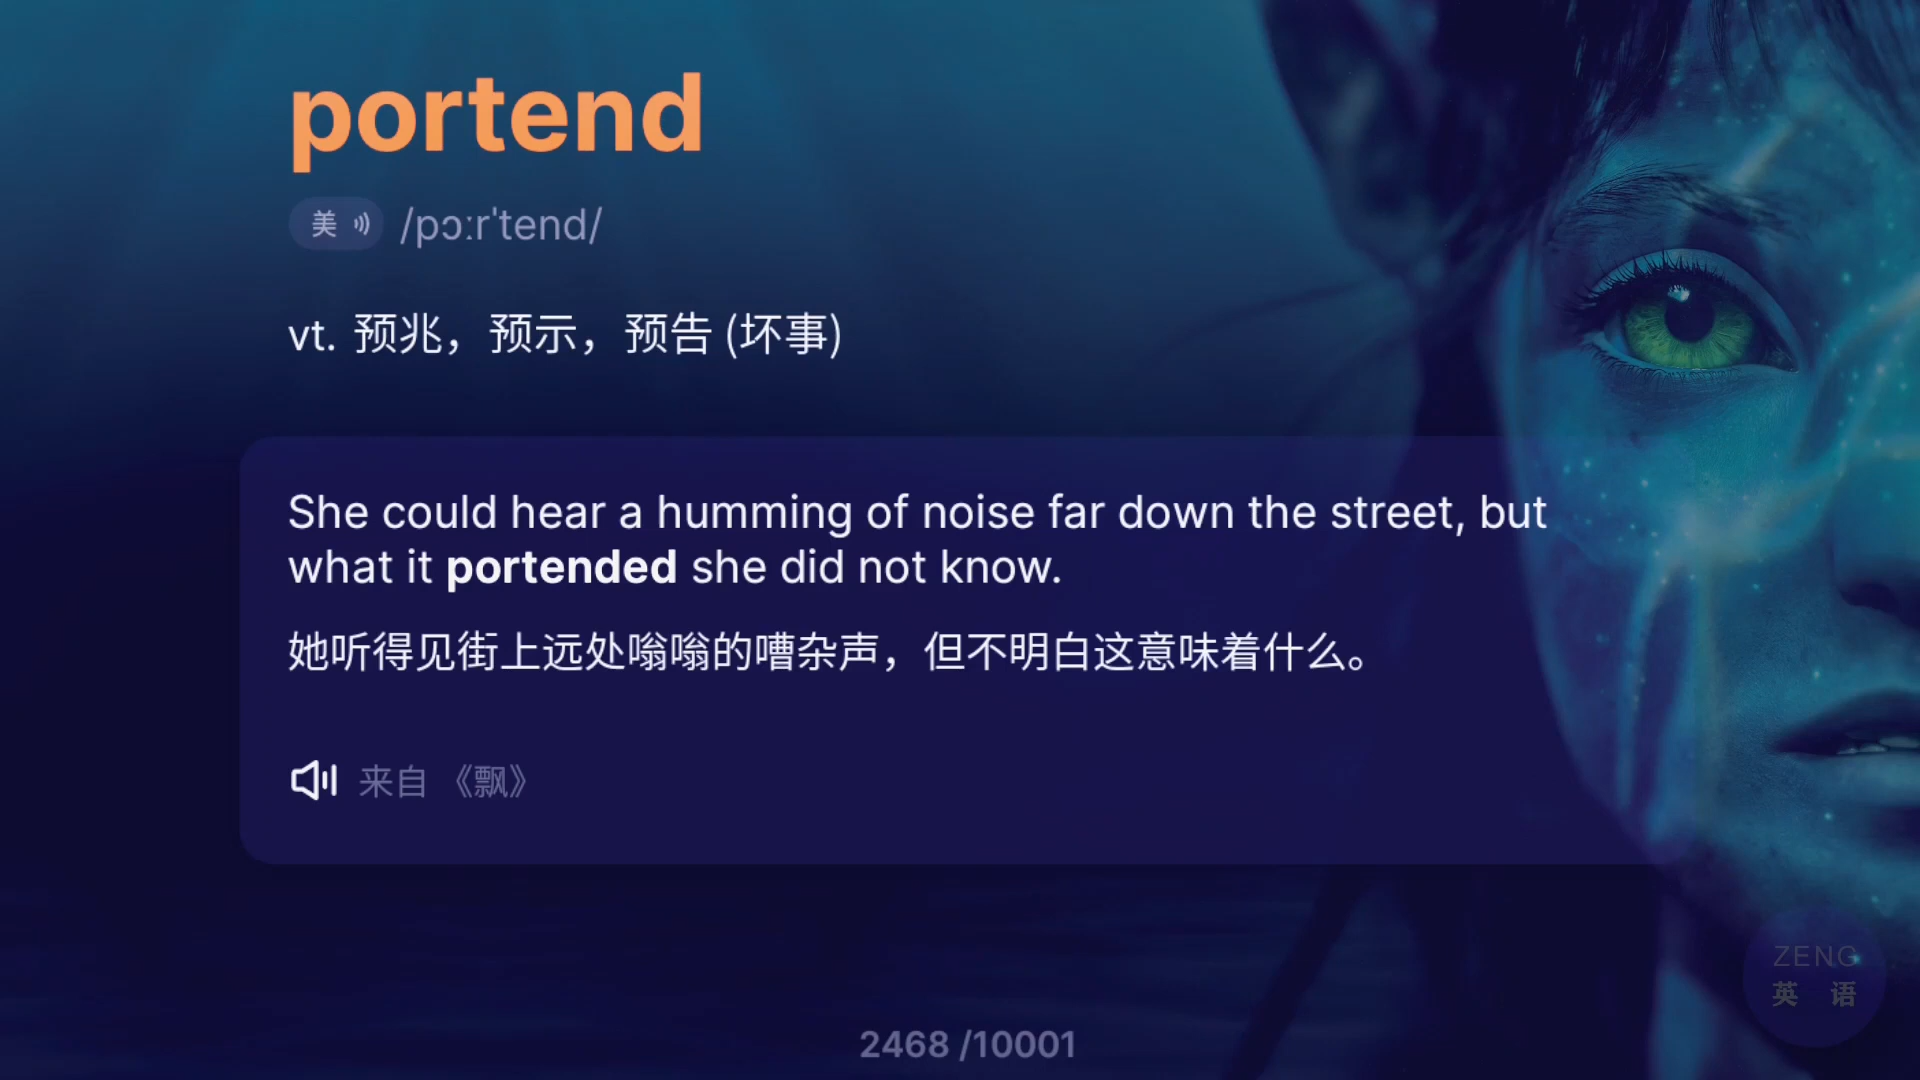 portend
美 /pɔːr'tend/
vt. 预兆，预示，预告 (坏事)
She could hear a humming of noise far down the street, but
what it portended she did not know.
她听得见街上远处嗡嗡的嘈杂声，但不明白这意味着什么。
来自 《飘》
ZENG
英 语
2468 /10001